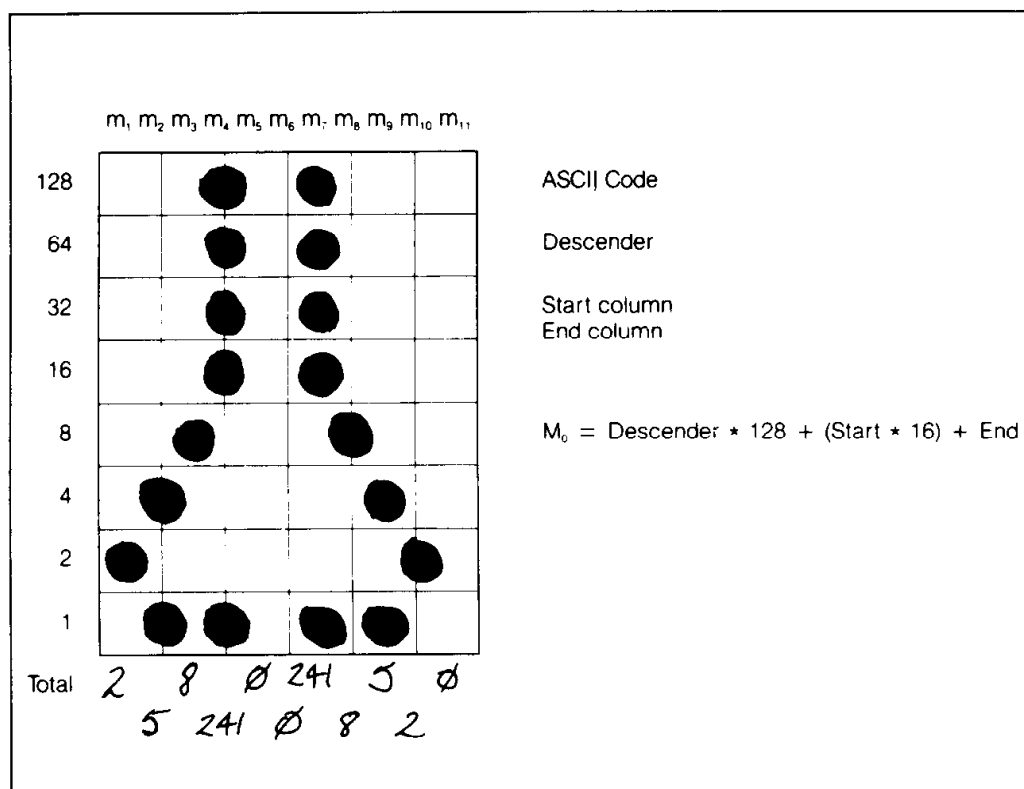 m₁ m₂ m₃ m₄ m₅ m₆ m₇ m₈ m₉ m₁₀ m₁₁
128 ASCII Code
64 Descender
32 Start column
End column
16
8 M₀ = Descender * 128 + (Start * 16) + End
4
2
1
Total 2 8 Ø 241 5 Ø
5 241 Ø 8 2